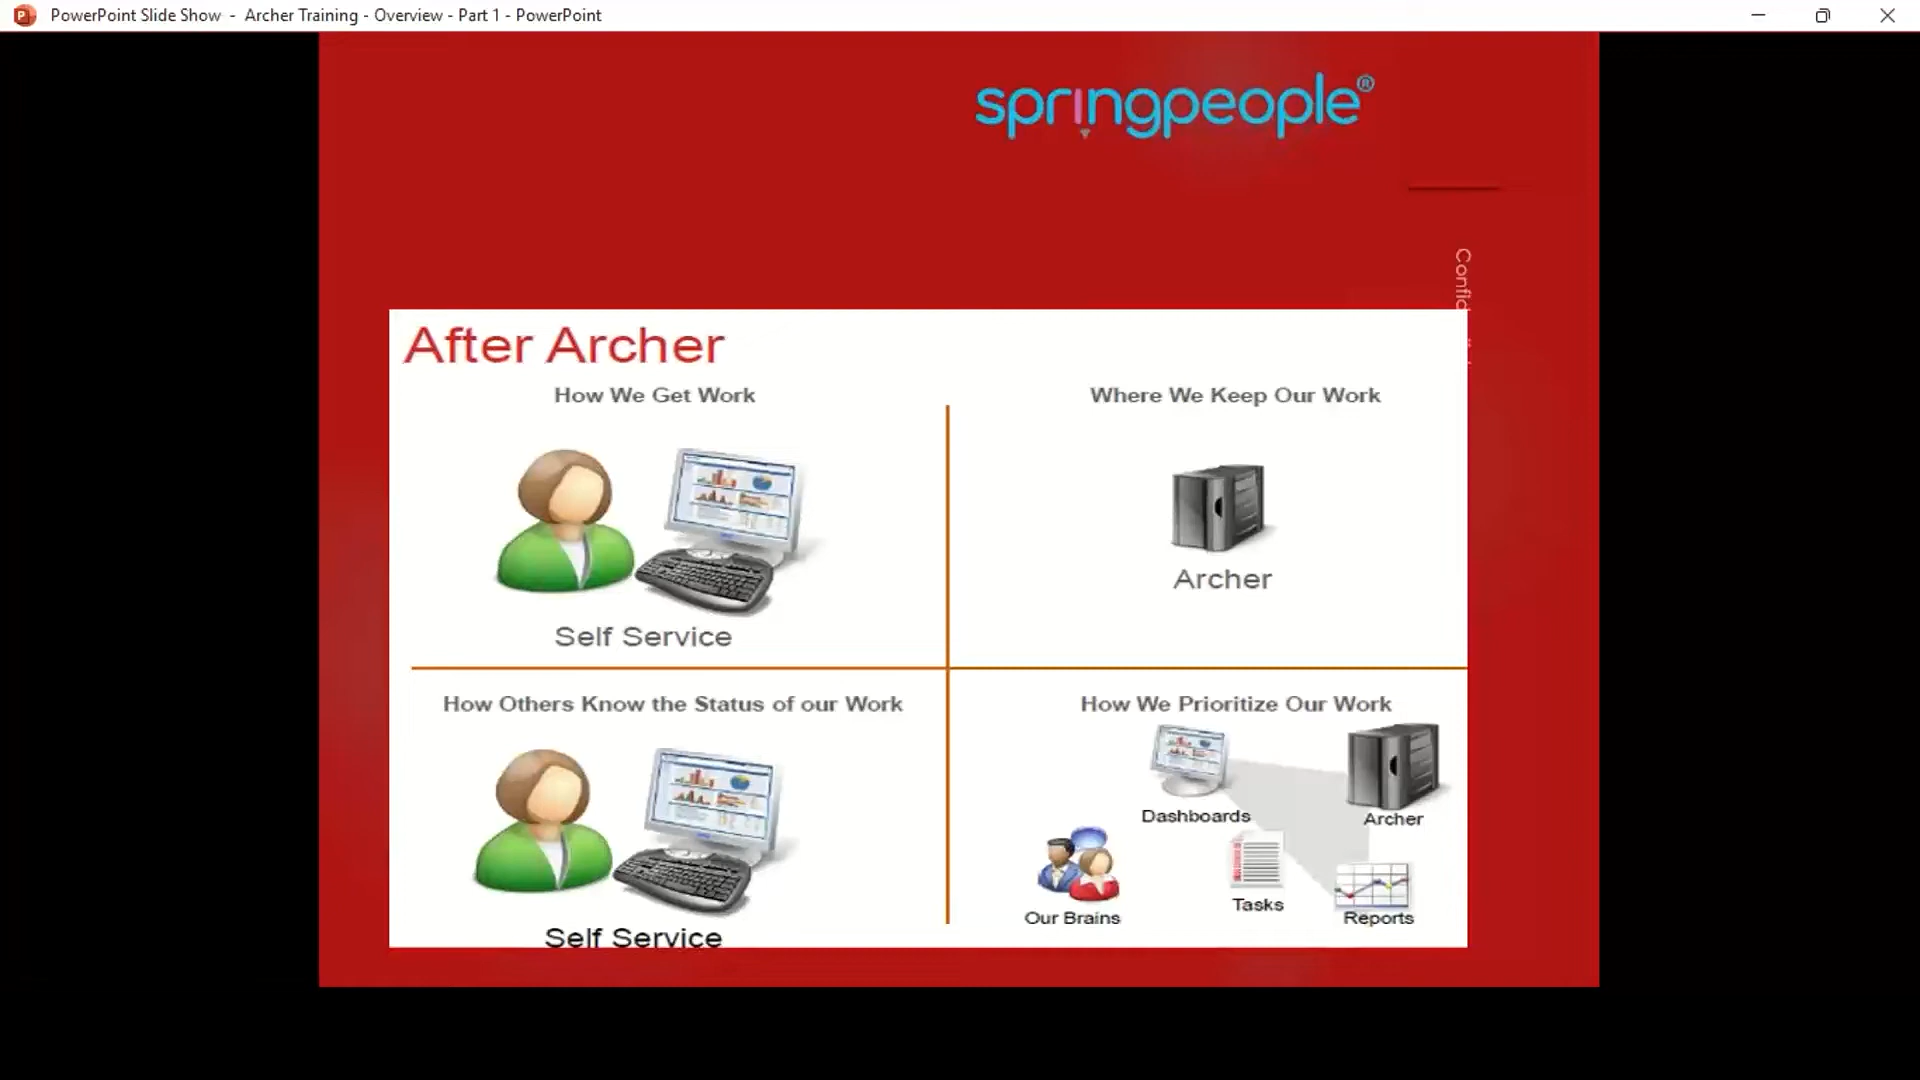 PowerPoint Slide Show - Archer Training - Overview - Part 1 - PowerPoint
springpeople®
After Archer
How We Get Work
Where We Keep Our Work
Self Service
Archer
How Others Know the Status of our Work
How We Prioritize Our Work
Dashboards
Archer
Our Brains
Tasks
Reports
Self Service